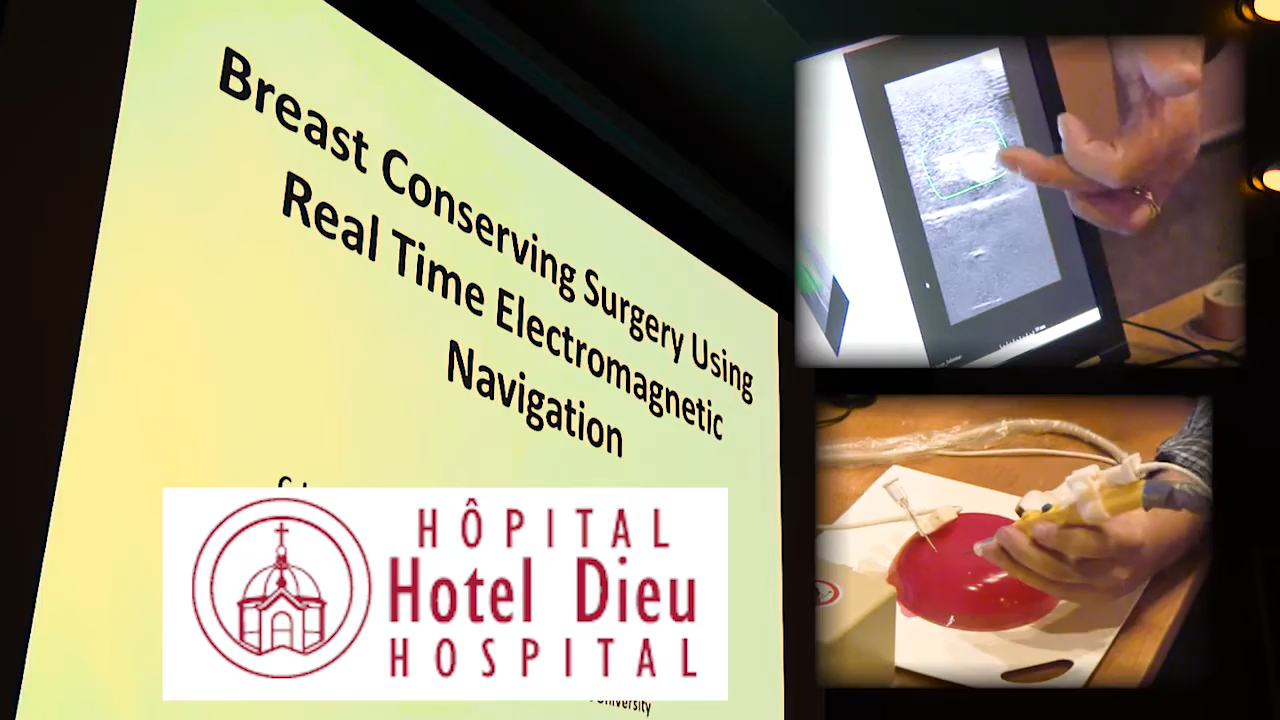 Breast Conserving Surgery Using
Real Time Electromagnetic
Navigation
HÔPITAL
Hotel Dieu
HOSPITAL
University